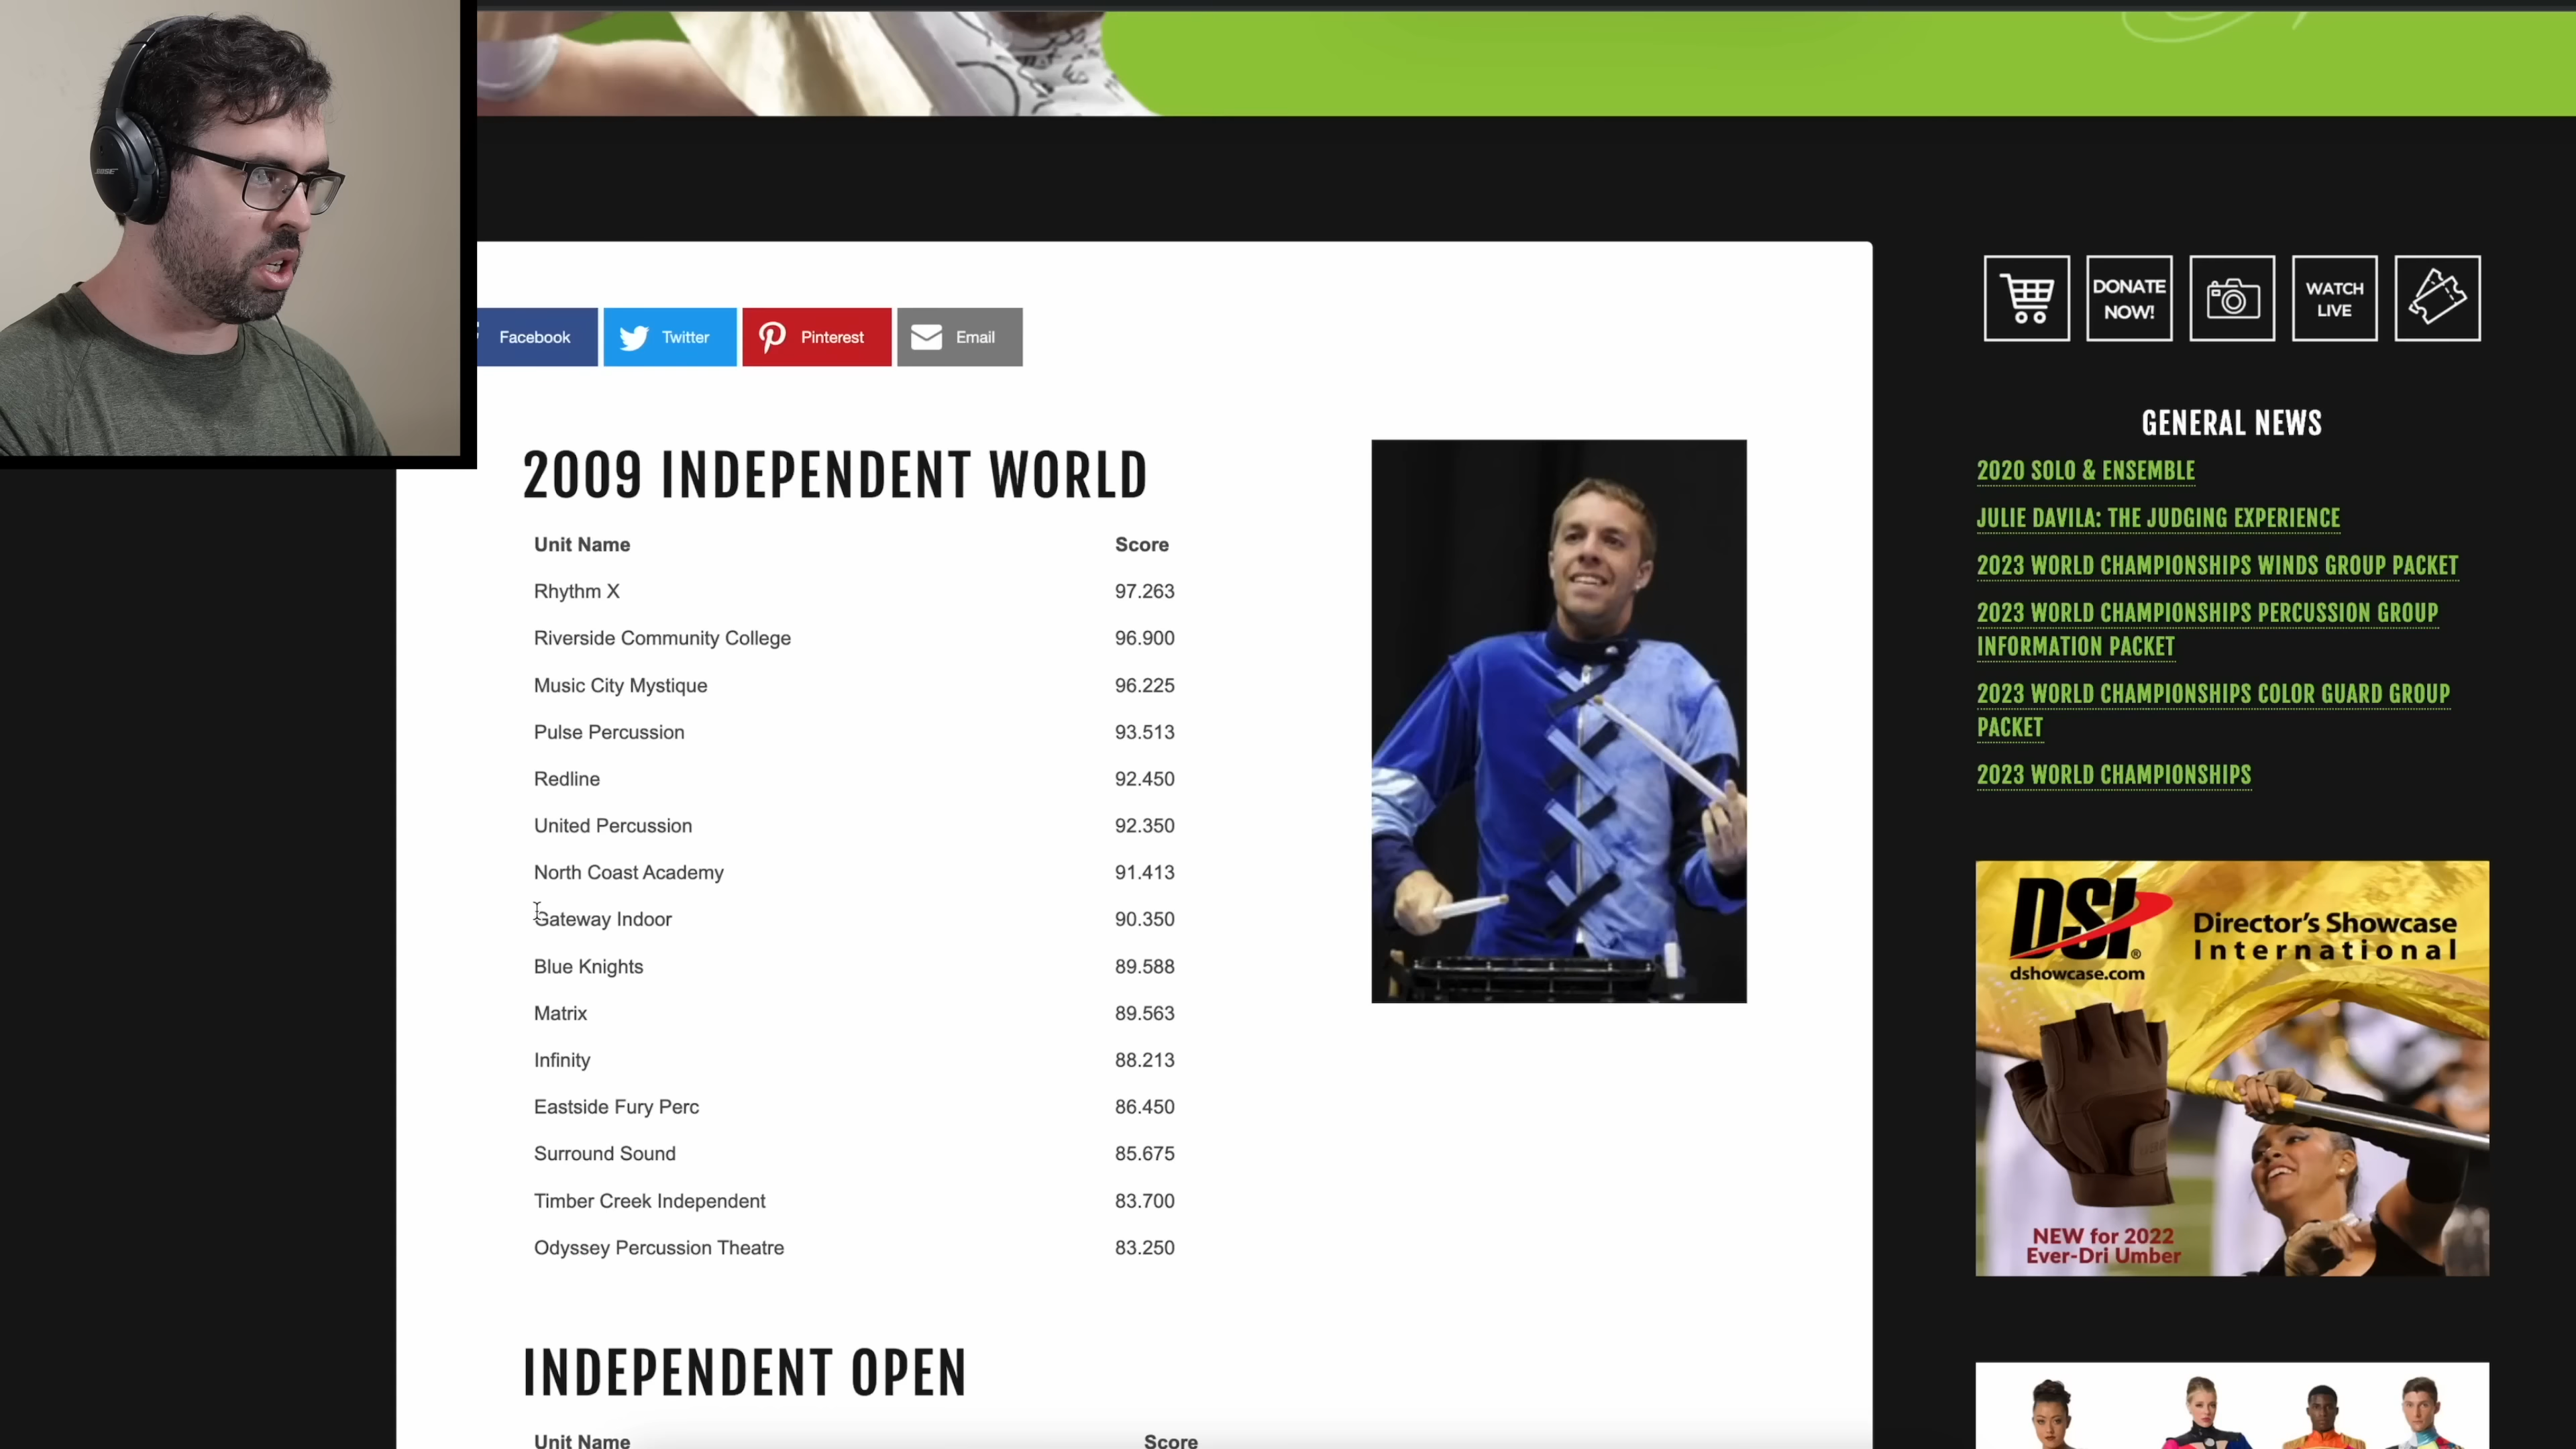 BOSE
Facebook
Twitter
Pinterest
Email
2009 INDEPENDENT WORLD
Unit Name Score
Rhythm X 97.263
Riverside Community College 96.900
Music City Mystique 96.225
Pulse Percussion 93.513
Redline 92.450
United Percussion 92.350
North Coast Academy 91.413
Gateway Indoor 90.350
Blue Knights 89.588
Matrix 89.563
Infinity 88.213
Eastside Fury Perc 86.450
Surround Sound 85.675
Timber Creek Independent 83.700
Odyssey Percussion Theatre 83.250
INDEPENDENT OPEN
Unit Name Score
DONATE
NOW!
WATCH
LIVE
GENERAL NEWS
2020 SOLO & ENSEMBLE
JULIE DAVILA: THE JUDGING EXPERIENCE
2023 WORLD CHAMPIONSHIPS WINDS GROUP PACKET
2023 WORLD CHAMPIONSHIPS PERCUSSION GROUP
INFORMATION PACKET
2023 WORLD CHAMPIONSHIPS COLOR GUARD GROUP
PACKET
2023 WORLD CHAMPIONSHIPS
DSI®
dshowcase.com
Director's Showcase
International
NEW for 2022
Ever-Dri Umber